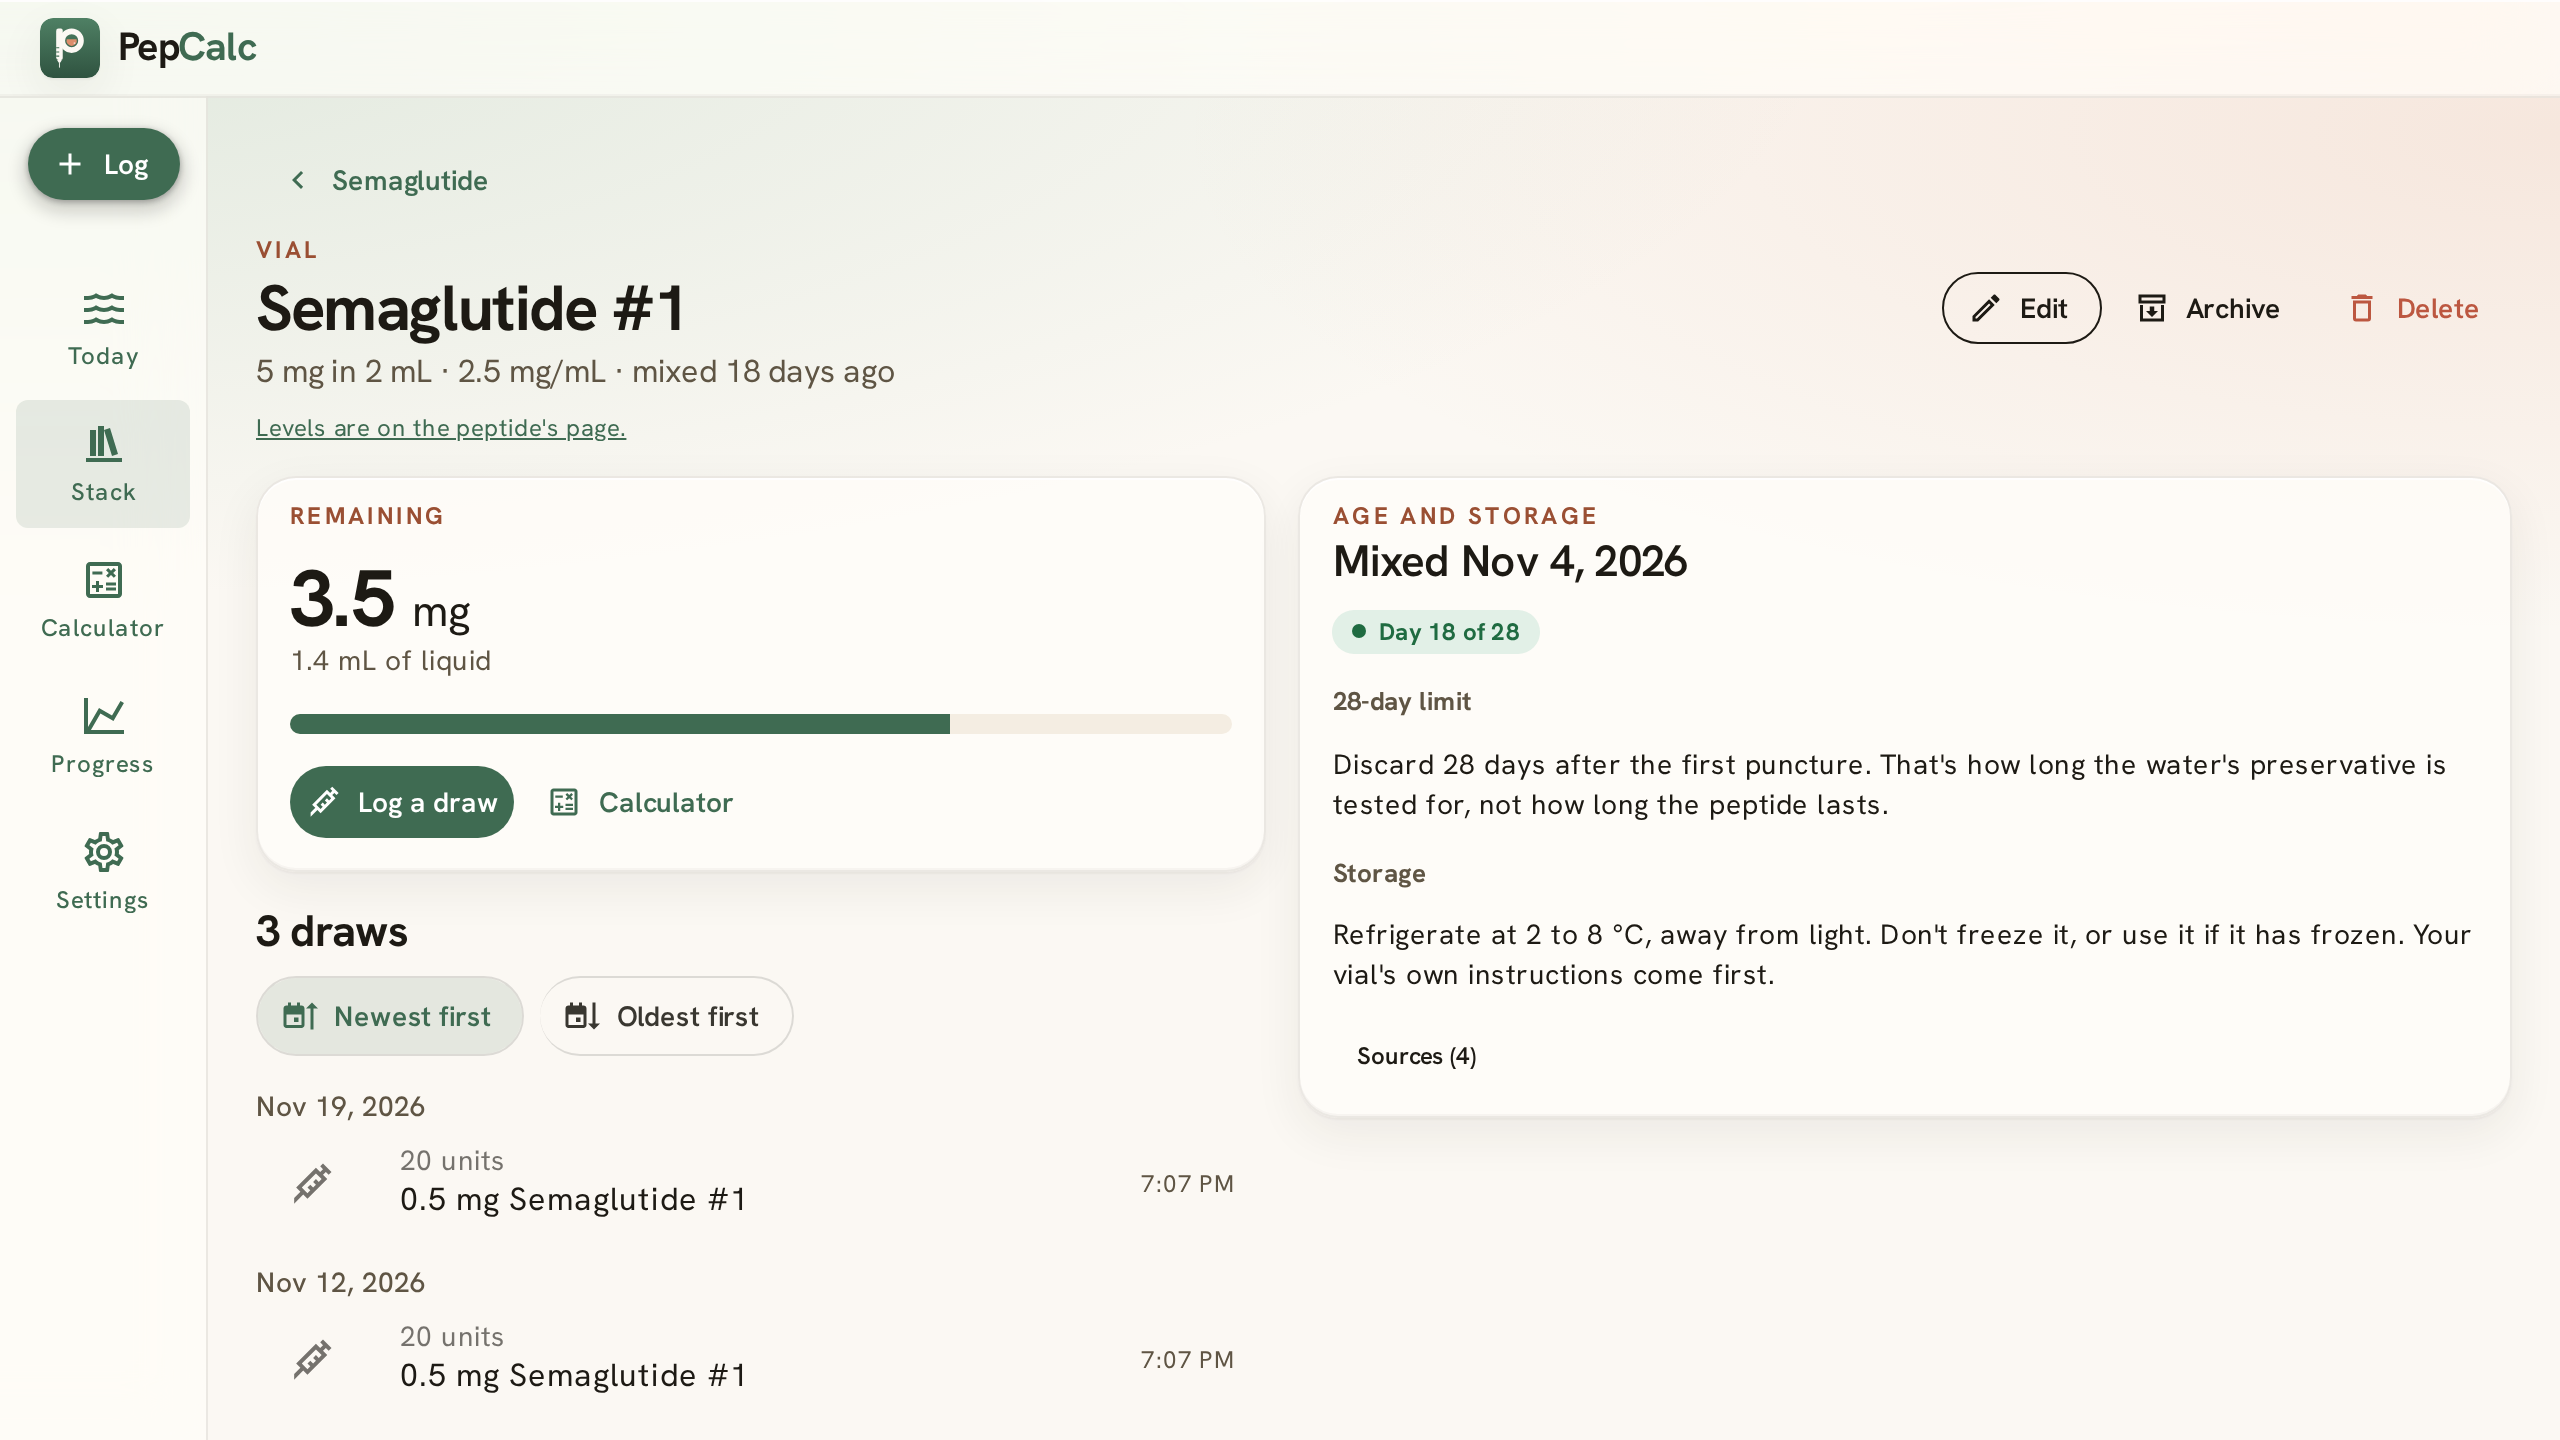 PepCalc
Log
Today
Stack
Calculator
Progress
Settings
Semaglutide
VIAL
Semaglutide #1
5 mg in 2 mL · 2.5 mg/mL · mixed 18 days ago
Levels are on the peptide's page.
Edit
Archive
Delete
REMAINING
3.5 mg
1.4 mL of liquid
Log a draw
Calculator
3 draws
Newest first
Oldest first
Nov 19, 2026
20 units
0.5 mg Semaglutide #1
7:07 PM
Nov 12, 2026
20 units
0.5 mg Semaglutide #1
7:07 PM
AGE AND STORAGE
Mixed Nov 4, 2026
Day 18 of 28
28-day limit
Discard 28 days after the first puncture. That's how long the water's preservative is
tested for, not how long the peptide lasts.
Storage
Refrigerate at 2 to 8 °C, away from light. Don't freeze it, or use it if it has frozen. Your
vial's own instructions come first.
Sources (4)